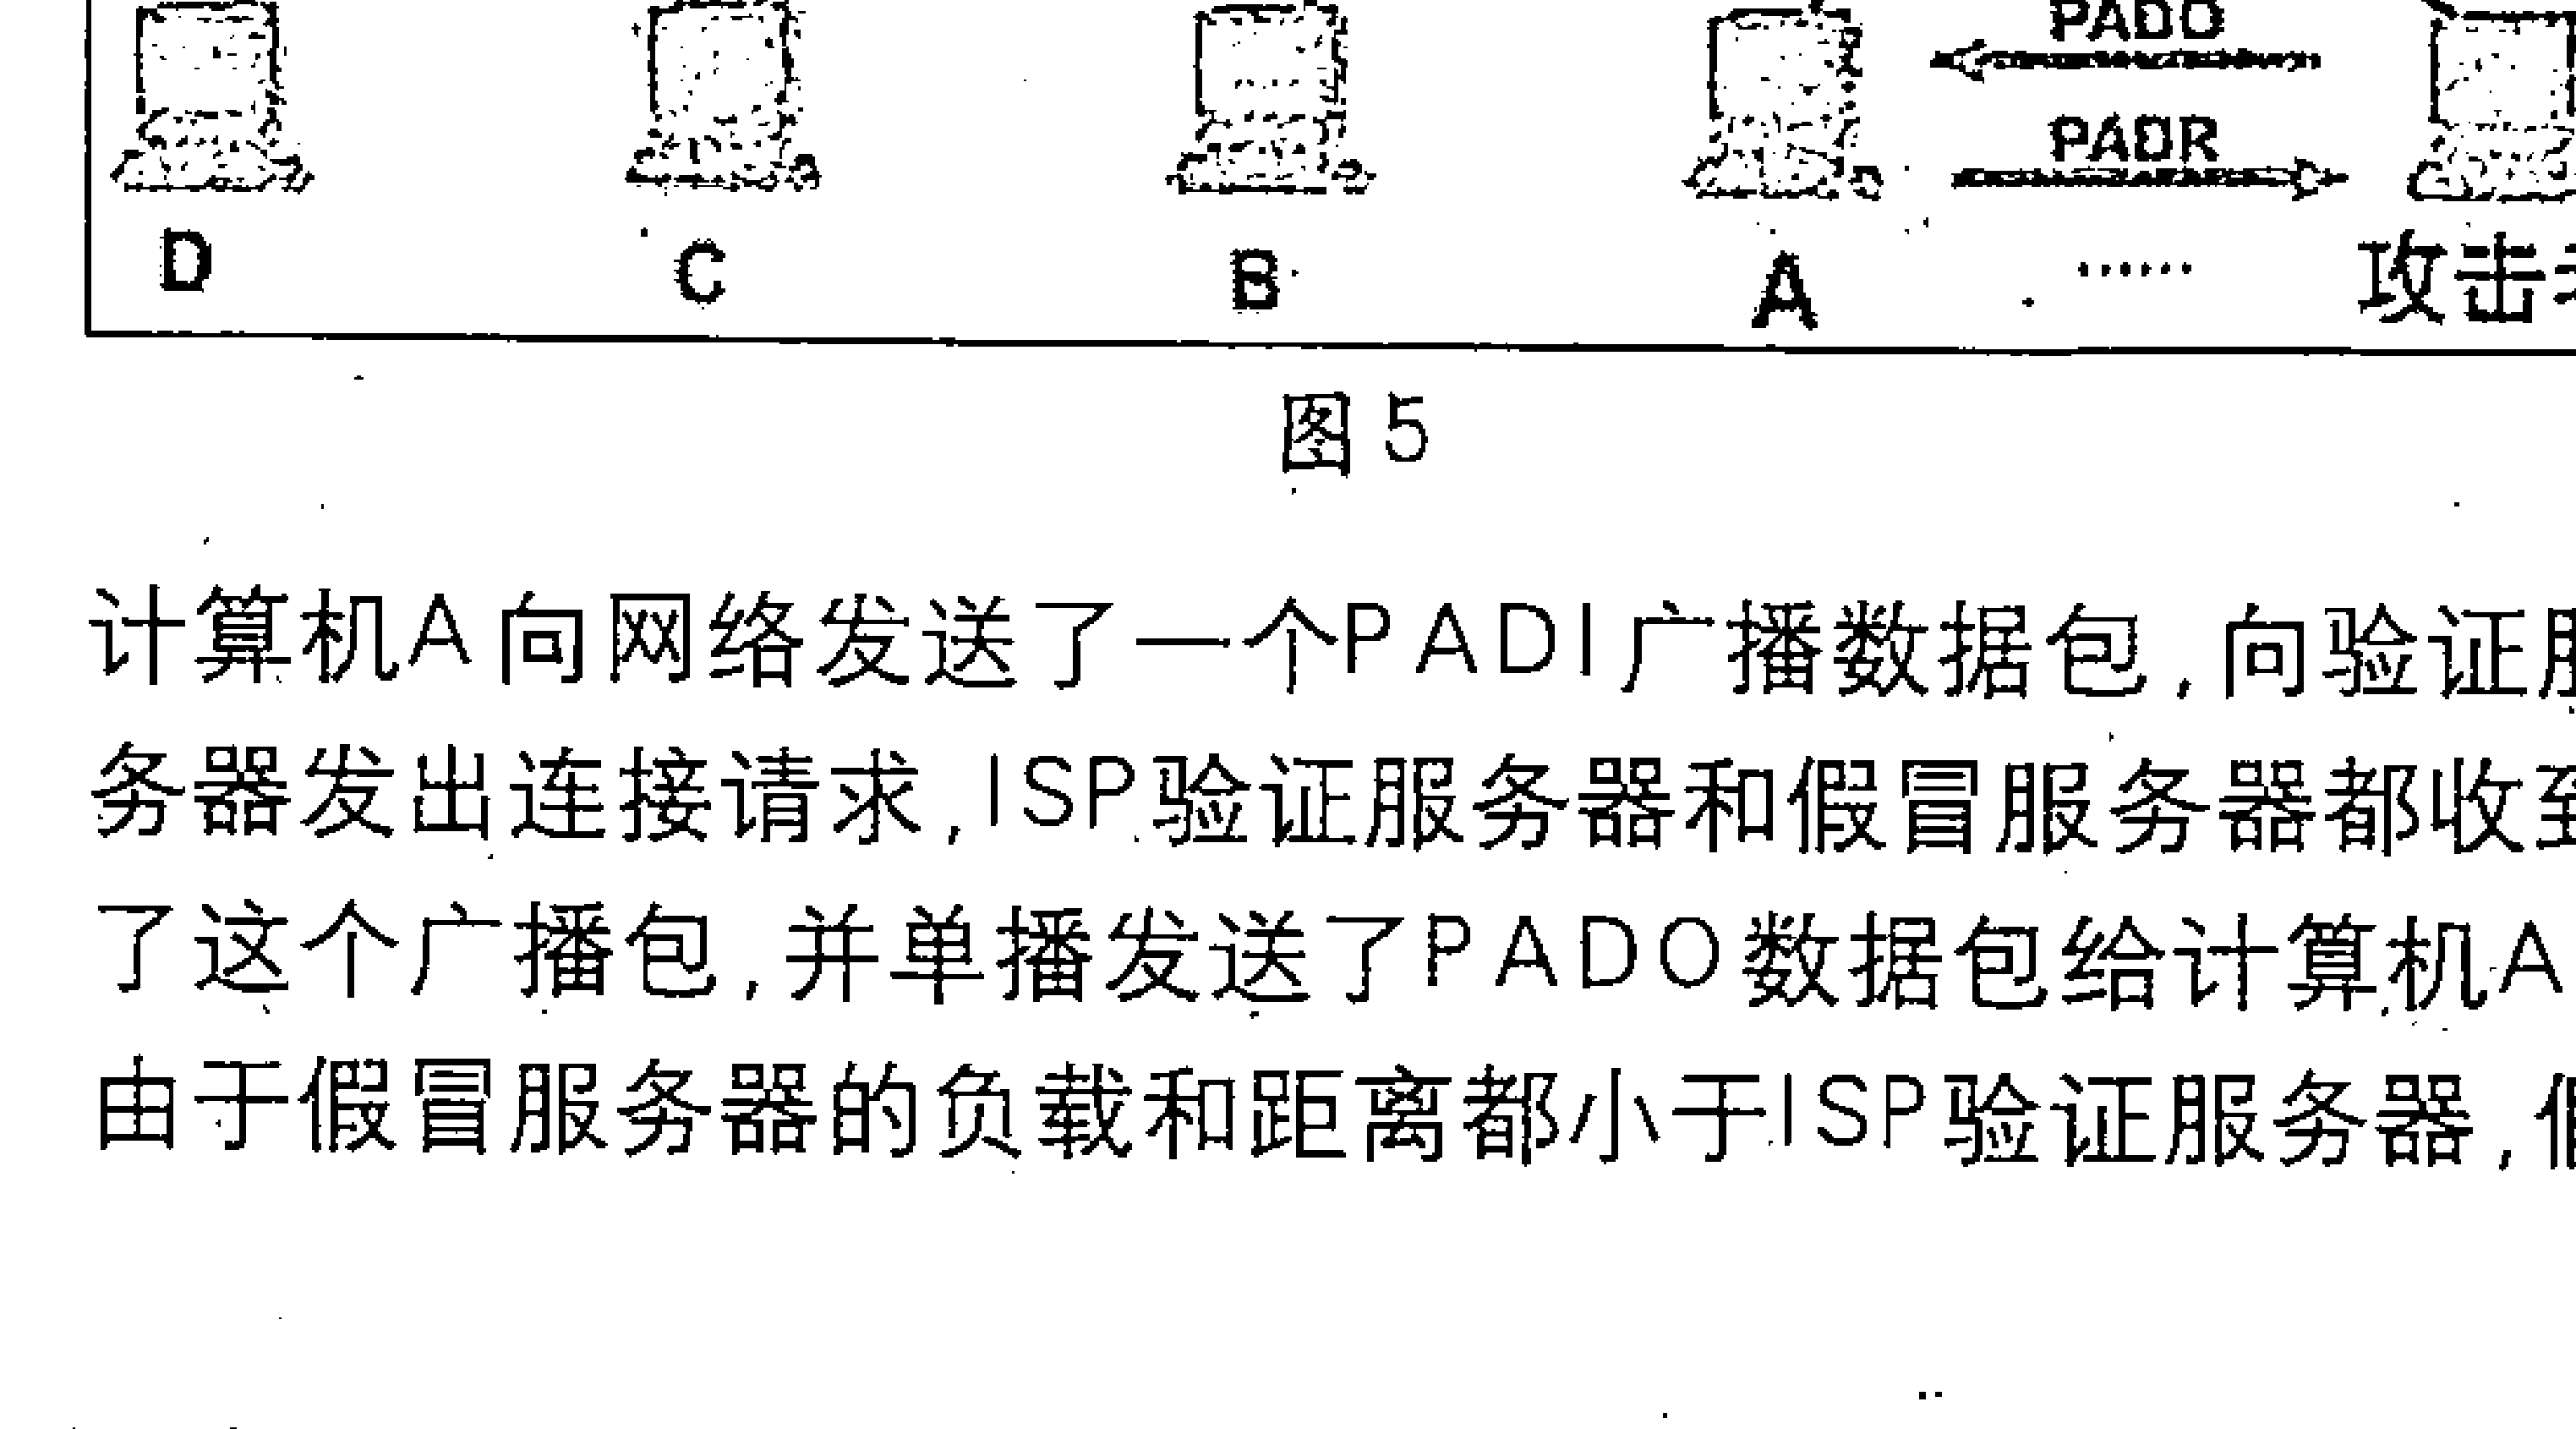 PADO
PADR
D C B A ...... 攻击
图5
计算机A向网络发送了一个PADI广播数据包,向验证
务器发出连接请求,ISP验证服务器和假冒服务器都收
了这个广播包,并单播发送了PADO数据包给计算机A
由于假冒服务器的负载和距离都小于ISP验证服务器,